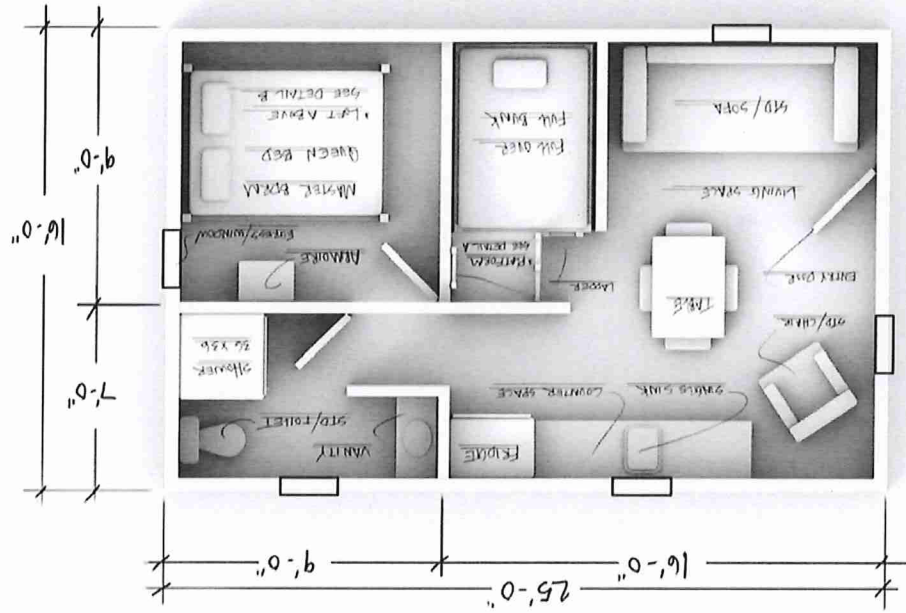 25'-0"
16'-0"
9'-0"
FRIDGE
VANITY
STD/TOILET
SINGLE SINK
COUNTER SPACE
SHOWER
36 X 36
7'-0"
STD/CHAIR
TABLE
ENTRY DOOR
LADDER
* PLATFORM
SEE DETAIL A
ARMOIRE
EGRESS/WINDOW
16'-0"
LIVING SPACE
FULL OVER
FULL BUNK
MASTER BDRM
QUEEN BED
* LOFT ABOVE
SEE DETAIL B
9'-0"
STD/SOFA